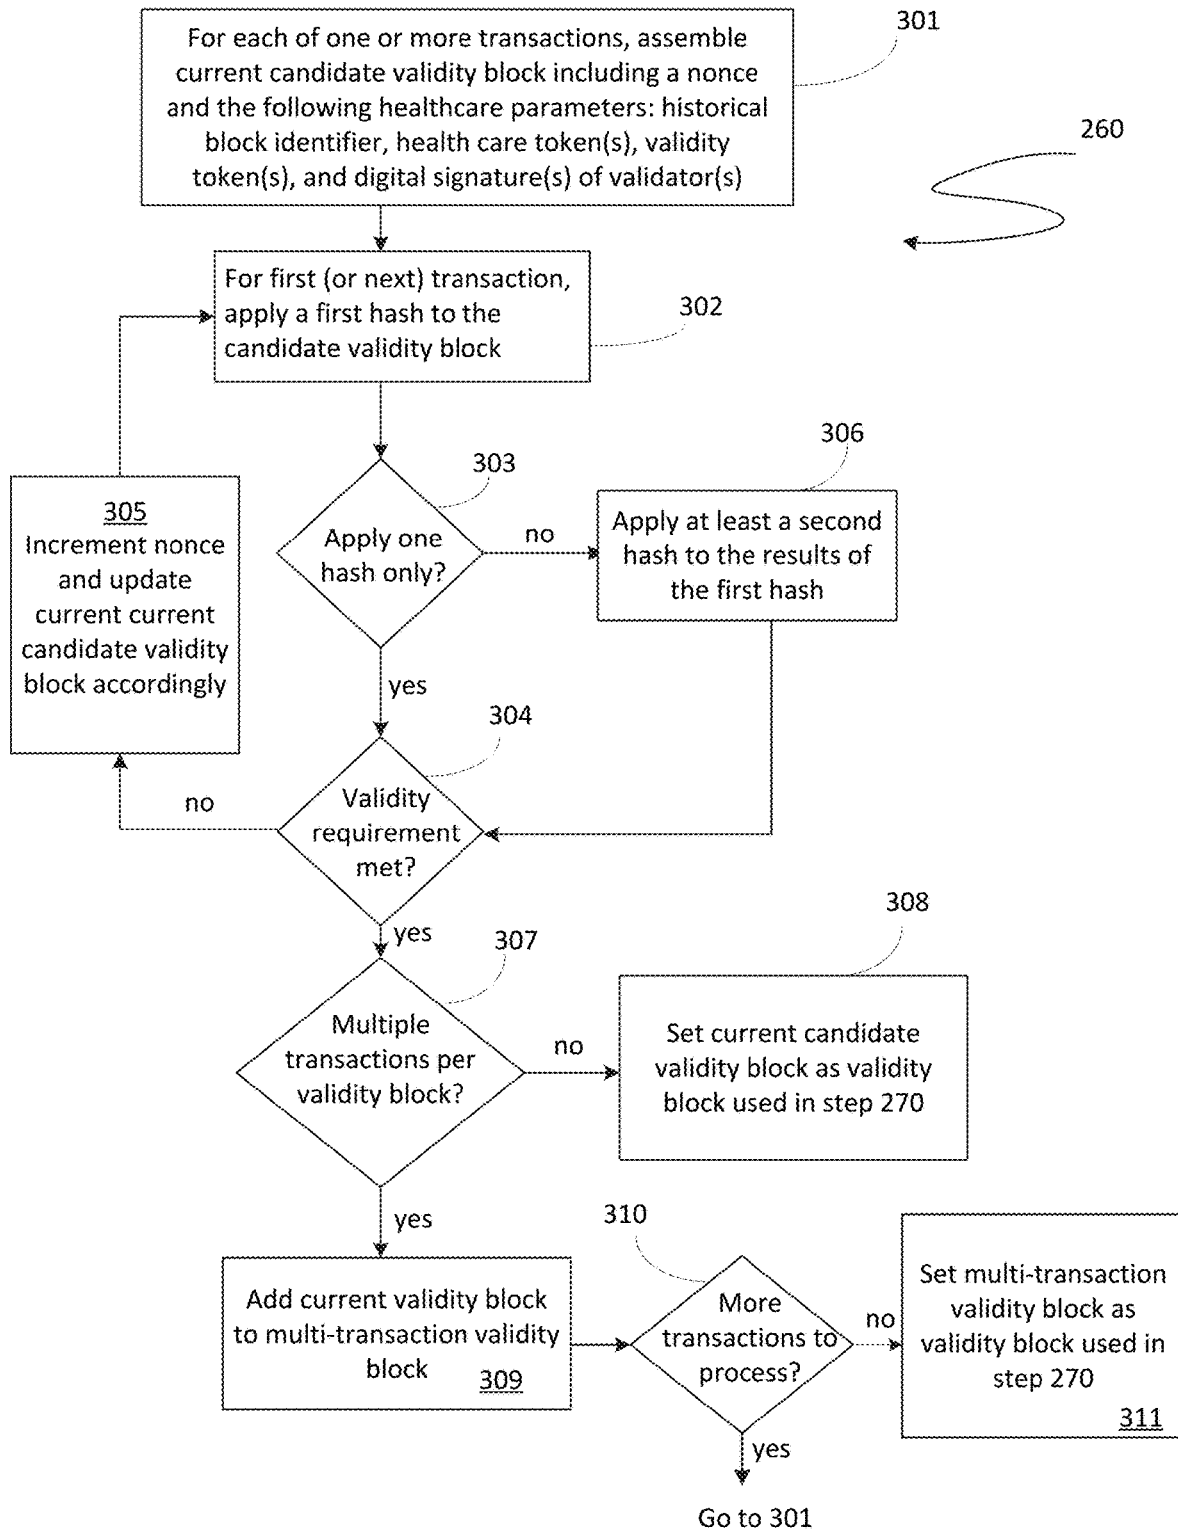 For each of one or more transactions, assemble
current candidate validity block including a nonce
and the following healthcare parameters: historical
block identifier, health care token(s), validity
token(s), and digital signature(s) of validator(s)
301
260
For first (or next) transaction,
apply a first hash to the
candidate validity block
302
303
Apply one
hash only?
no
306
Apply at least a second
hash to the results of
the first hash
305
Increment nonce
and update
current current
candidate validity
block accordingly
yes
304
Validity
requirement
met?
no
yes
307
Multiple
transactions per
validity block?
no
308
Set current candidate
validity block as validity
block used in step 270
yes
Add current validity block
to multi-transaction validity
block
309
310
More
transactions to
process?
no
Set multi-transaction
validity block as
validity block used in
step 270
311
yes
Go to 301